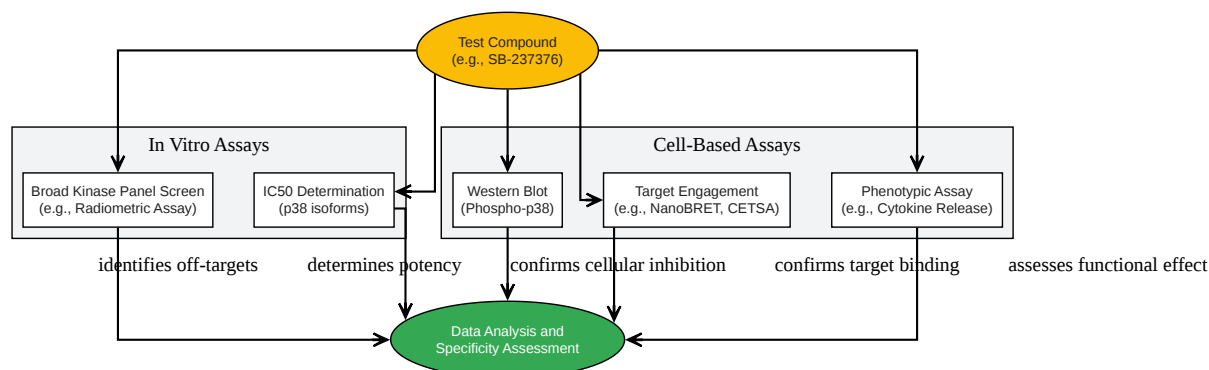 Test Compound
(e.g., SB-237376)
In Vitro Assays
Cell-Based Assays
Broad Kinase Panel Screen
(e.g., Radiometric Assay)
IC50 Determination
(p38 isoforms)
Western Blot
(Phospho-p38)
Target Engagement
(e.g., NanoBRET, CETSA)
Phenotypic Assay
(e.g., Cytokine Release)
identifies off-targets
determines potency
confirms cellular inhibition
confirms target binding
assesses functional effect
Data Analysis and
Specificity Assessment